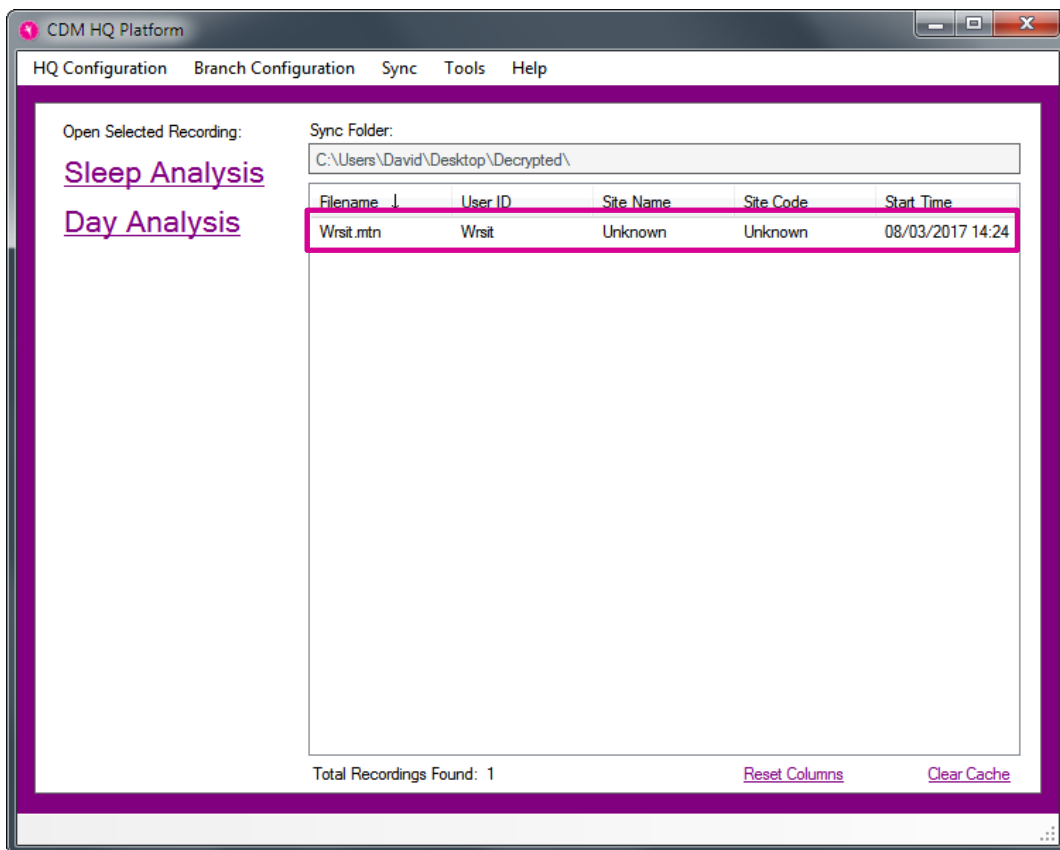 CDM HQ Platform
HQ Configuration Branch Configuration Sync Tools Help
Open Selected Recording:
Sleep Analysis
Day Analysis
Sync Folder:
C:\Users\David\Desktop\Decrypted\
Filename ↓ User ID Site Name Site Code Start Time
Wrsit.mtn Wrsit Unknown Unknown 08/03/2017 14:24
Total Recordings Found: 1 Reset Columns Clear Cache